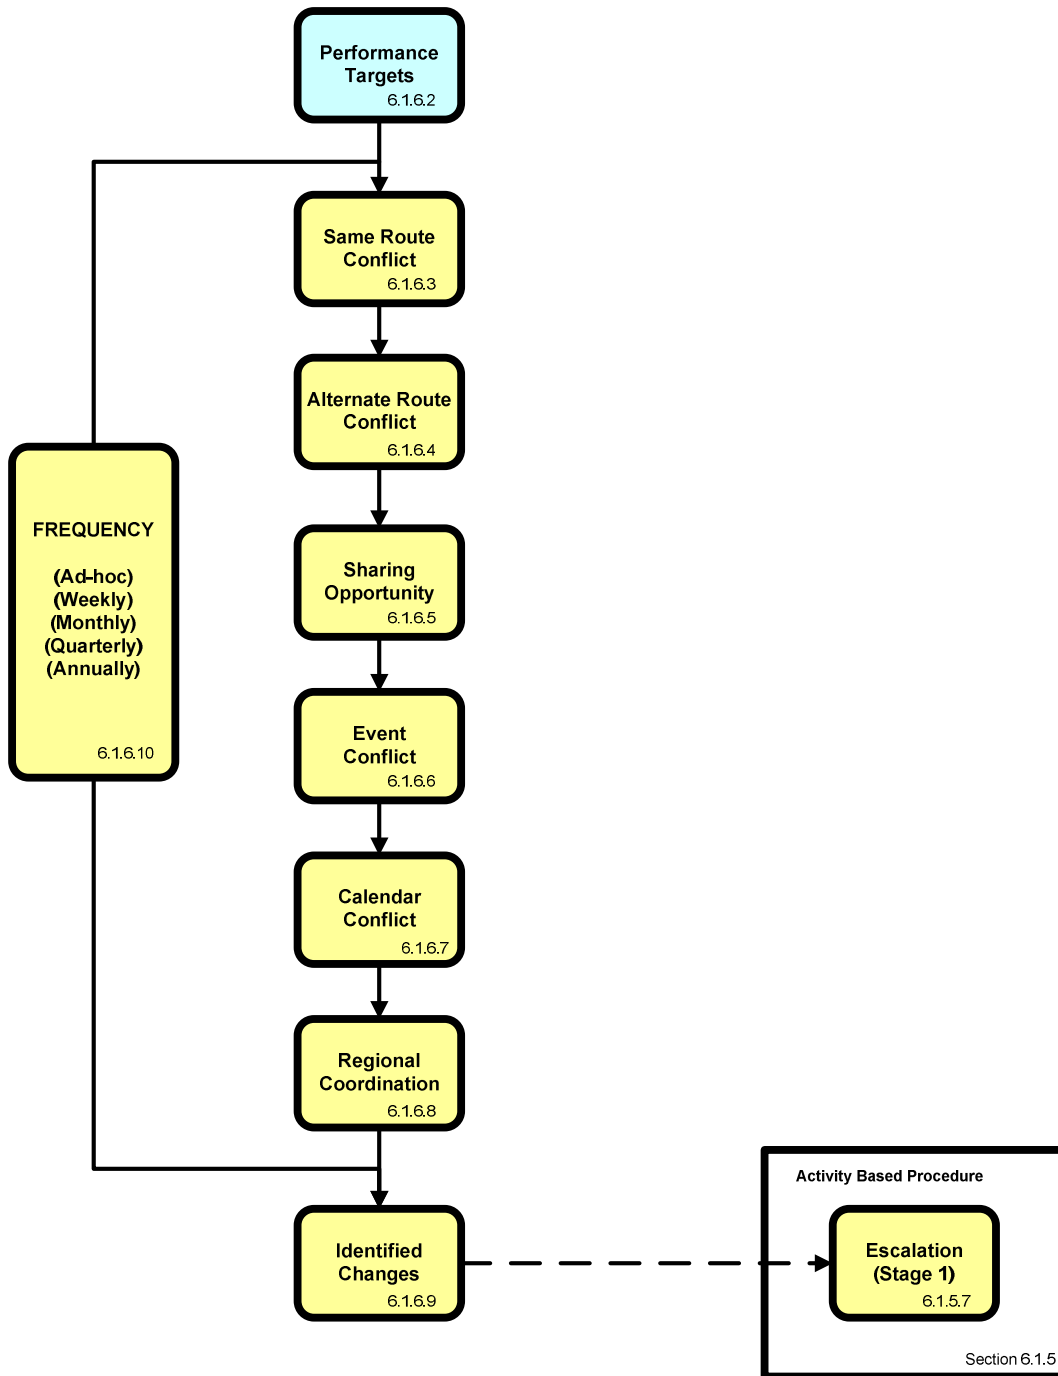 Performance
Targets
6.1.6.2
Same Route
Conflict
6.1.6.3
Alternate Route
Conflict
6.1.6.4
FREQUENCY
(Ad-hoc)
(Weekly)
(Monthly)
(Quarterly)
(Annually)
6.1.6.10
Sharing
Opportunity
6.1.6.5
Event
Conflict
6.1.6.6
Calendar
Conflict
6.1.6.7
Regional
Coordination
6.1.6.8
Identified
Changes
6.1.6.9
Activity Based Procedure
Escalation
(Stage 1)
6.1.5.7
Section 6.1.5